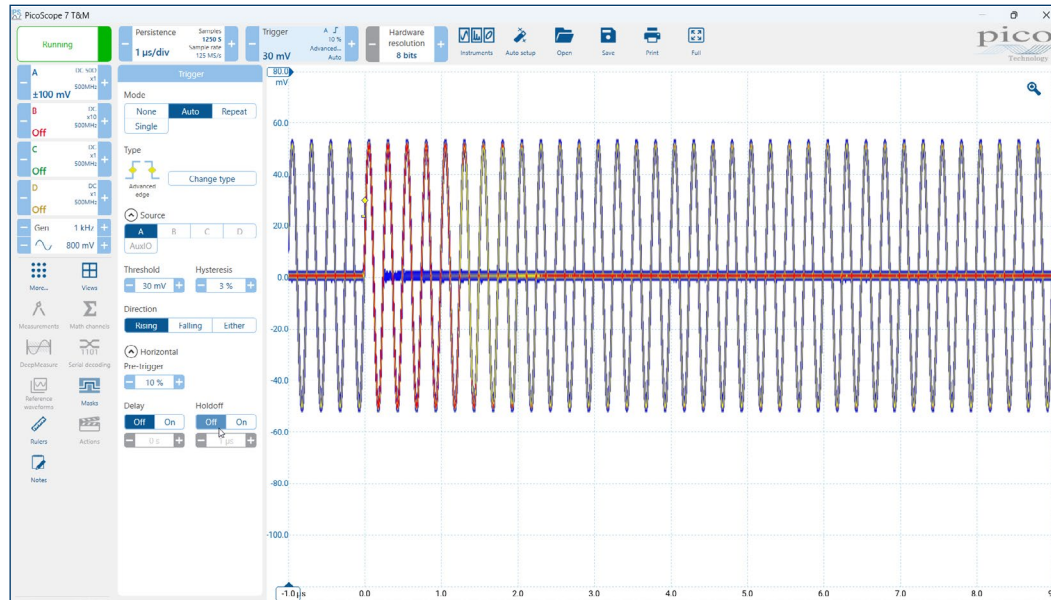 PicoScope 7 T&M
Running
Persistence
1 µs/div
Samples
1250 S
Sample rate
125 MS/s
Trigger
30 mV
A
10 %
Advanced...
Auto
Hardware
resolution
8 bits
Instruments
Auto setup
Open
Save
Print
Full
pico
Technology
A
DC 50Ω
x1
500MHz
±100 mV
B
x10
500MHz
Off
C
x1
500MHz
Off
D
DC
x1
500MHz
Off
Gen
1 kHz
800 mV
More...
Views
Measurements
Math channels
DeepMeasure
1101
Serial decoding
Reference
waveforms
Masks
Rulers
Actions
Notes
Trigger
Mode
None
Auto
Repeat
Single
Type
Advanced
edge
Change type
Source
A
B
C
D
AuxIO
Threshold
Hysteresis
30 mV
3 %
Direction
Rising
Falling
Either
Horizontal
Pre-trigger
10 %
Delay
Holdoff
Off
On
Off
On
0 s
1 µs
80.0
mV
60.0
40.0
20.0
0.0
-20.0
-40.0
-60.0
-80.0
-100.0
-1.0 µs
0.0
1.0
2.0
3.0
4.0
5.0
6.0
7.0
8.0